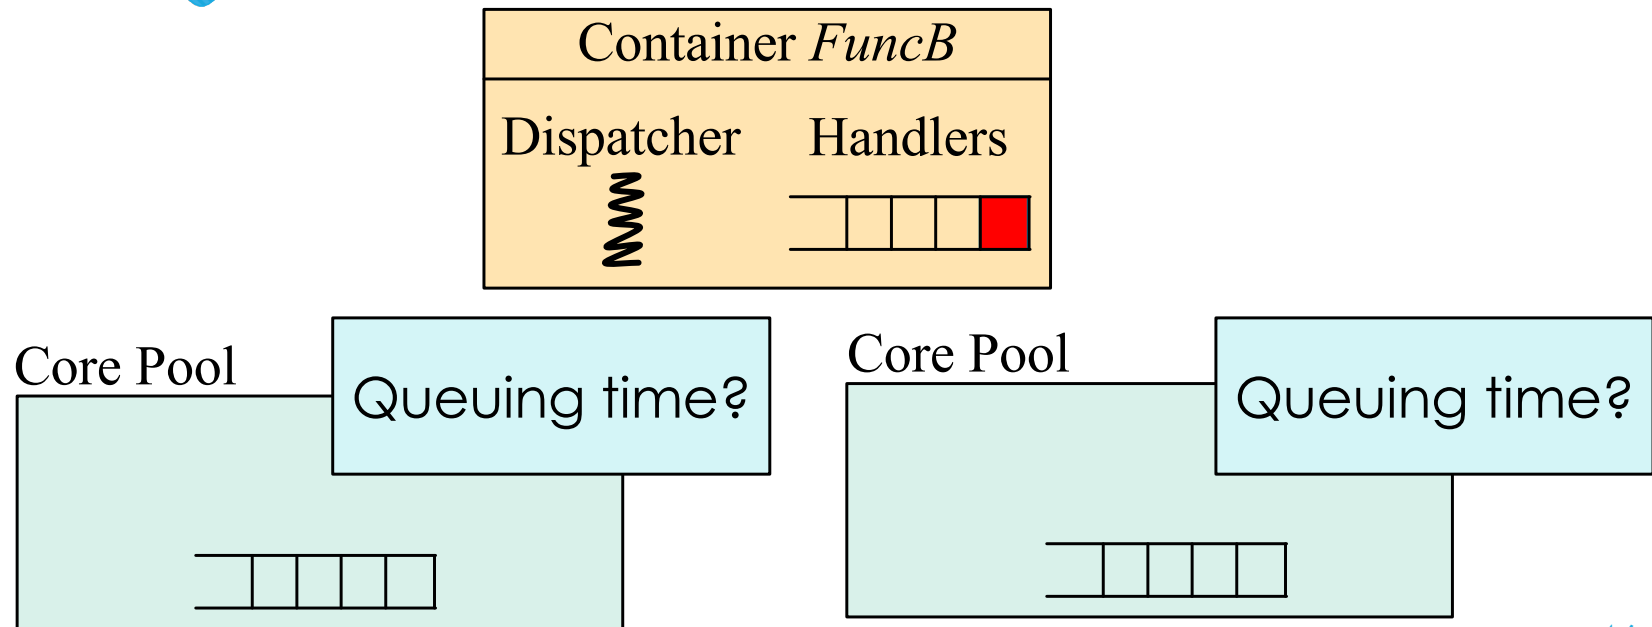 Container FuncB
Dispatcher Handlers
Core Pool
Queuing time?
Core Pool
Queuing time?